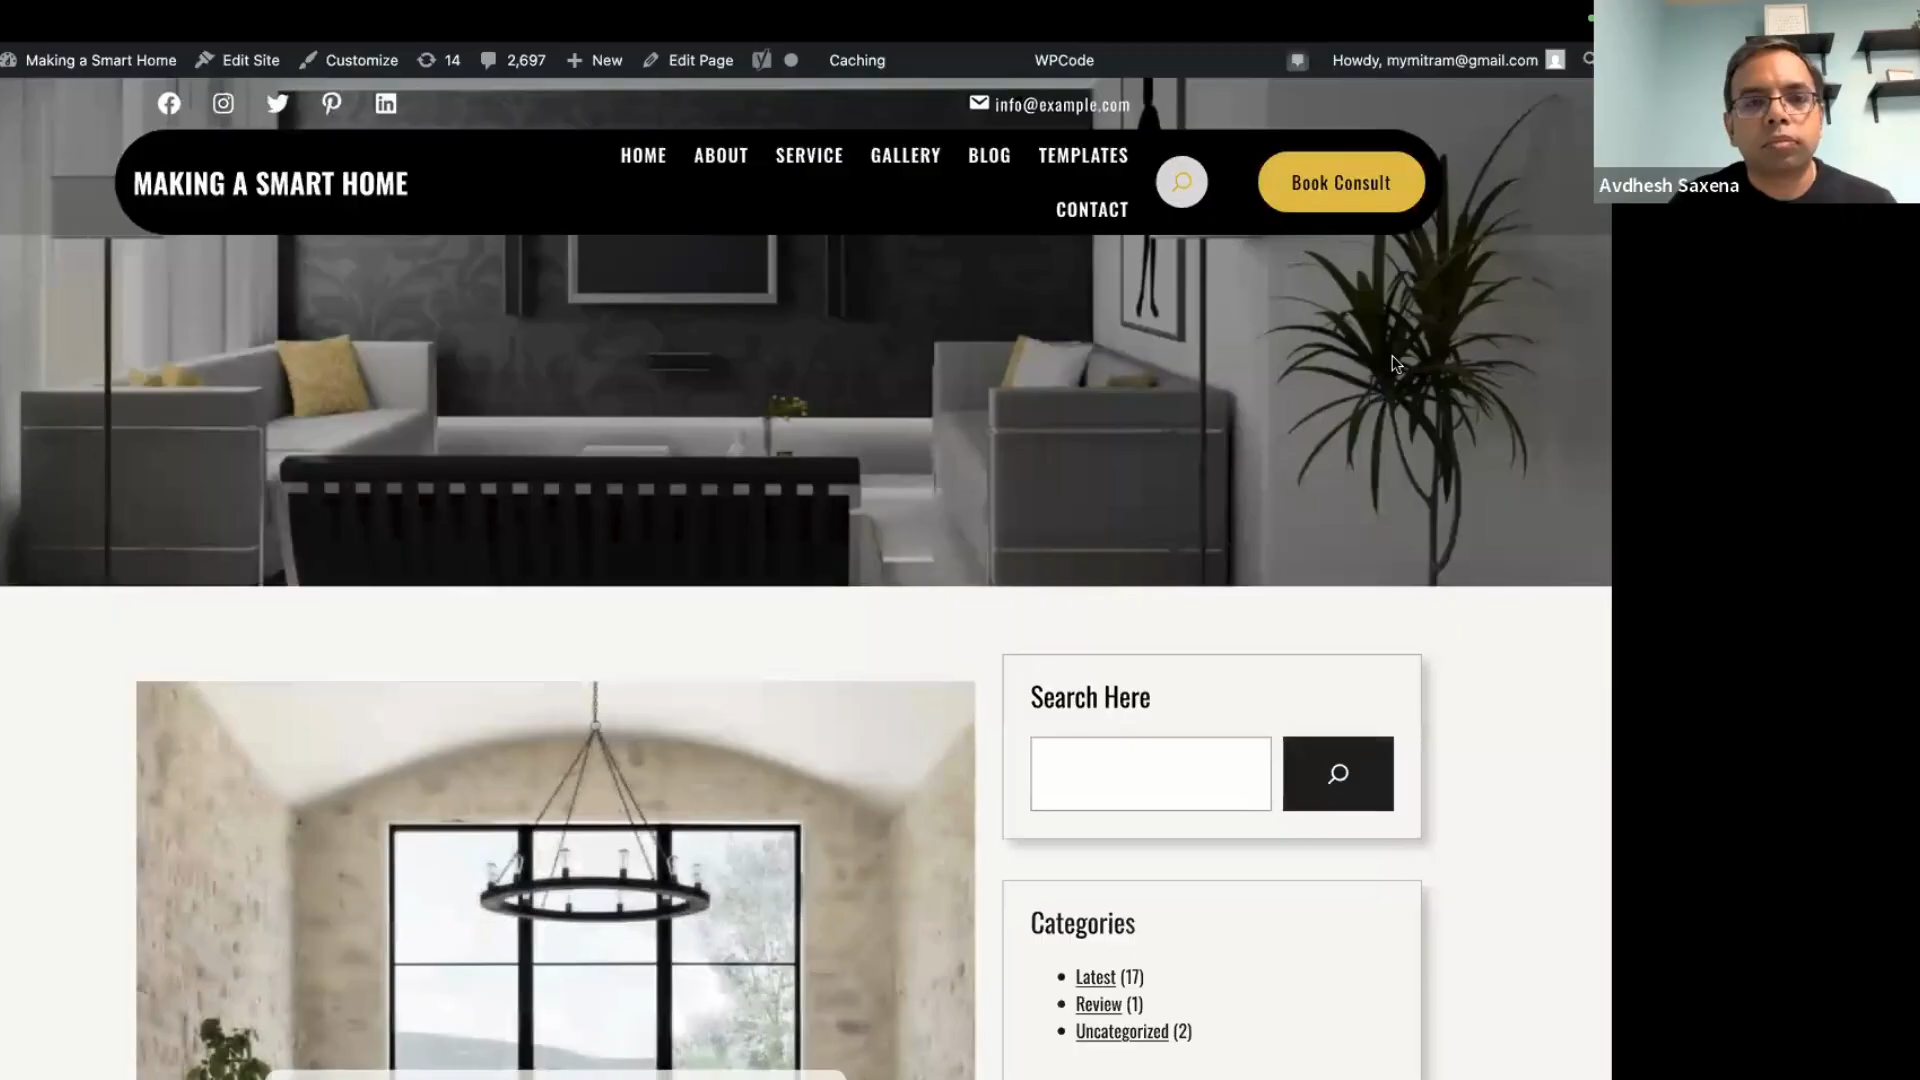 Making a Smart Home Edit Site Customize 14 2,697 New Edit Page Caching WPCode Howdy, mymitram@gmail.com
info@example.com
MAKING A SMART HOME
HOME ABOUT SERVICE GALLERY BLOG TEMPLATES
CONTACT
Book Consult
Avdhesh Saxena
Search Here
Categories
Latest (17)
Review (1)
Uncategorized (2)